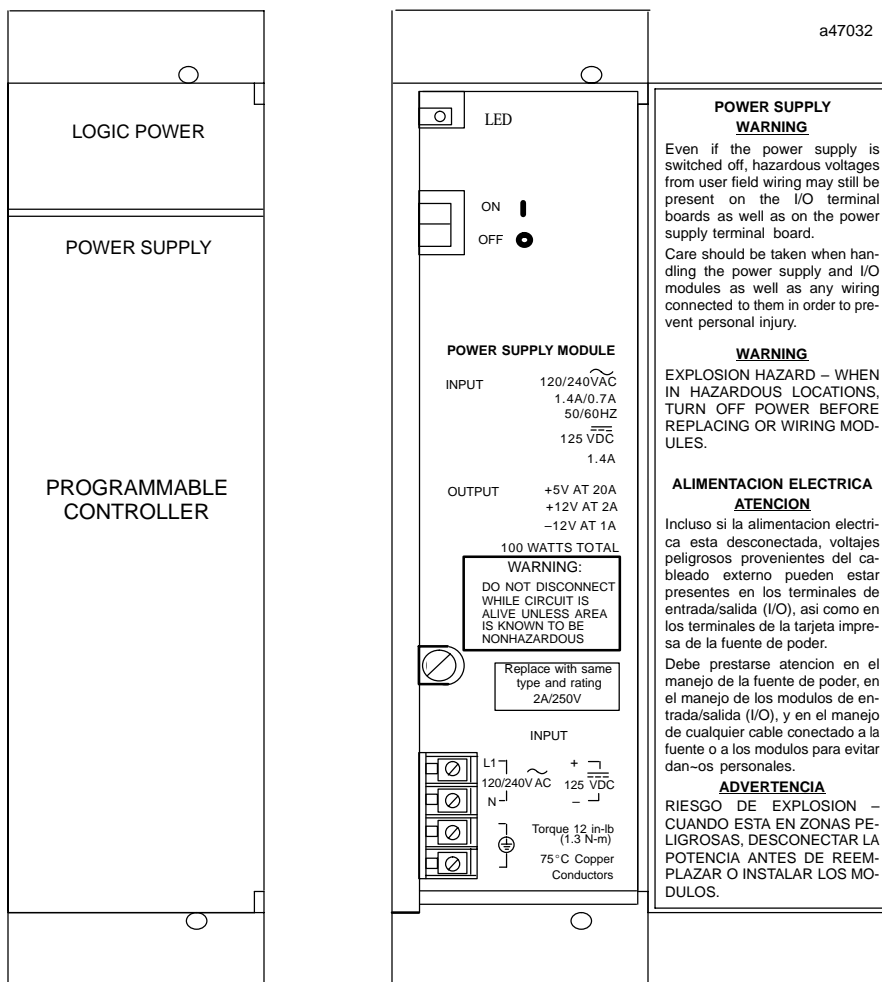 a47032
LOGIC POWER
POWER SUPPLY
PROGRAMMABLE
CONTROLLER
LED
ON
OFF
POWER SUPPLY MODULE
INPUT 120/240VAC
1.4A/0.7A
50/60HZ
125 VDC
1.4A
OUTPUT +5V AT 20A
+12V AT 2A
–12V AT 1A
100 WATTS TOTAL
WARNING:
DO NOT DISCONNECT
WHILE CIRCUIT IS
ALIVE UNLESS AREA
IS KNOWN TO BE
NONHAZARDOUS
Replace with same
type and rating
2A/250V
INPUT
L1 + 
120/240V AC 125 VDC
N –
Torque 12 in-lb
(1.3 N-m)
75°C Copper
Conductors
POWER SUPPLY
WARNING
Even if the power supply is
switched off, hazardous voltages
from user field wiring may still be
present on the I/O terminal
boards as well as on the power
supply terminal board.
Care should be taken when han-
dling the power supply and I/O
modules as well as any wiring
connected to them in order to pre-
vent personal injury.
WARNING
EXPLOSION HAZARD – WHEN
IN HAZARDOUS LOCATIONS,
TURN OFF POWER BEFORE
REPLACING OR WIRING MOD-
ULES.
ALIMENTACION ELECTRICA
ATENCION
Incluso si la alimentacion electri-
ca esta desconectada, voltajes
peligrosos provenientes del ca-
bleado externo pueden estar
presentes en los terminales de
entrada/salida (I/O), asi como en
los terminales de la tarjeta impre-
sa de la fuente de poder.
Debe prestarse atencion en el
manejo de la fuente de poder, en
el manejo de los modulos de en-
trada/salida (I/O), y en el manejo
de cualquier cable conectado a la
fuente o a los modulos para evitar
dan~os personales.
ADVERTENCIA
RIESGO DE EXPLOSION –
CUANDO ESTA EN ZONAS PE-
LIGROSAS, DESCONECTAR LA
POTENCIA ANTES DE REEM-
PLAZAR O INSTALAR LOS MO-
DULOS.